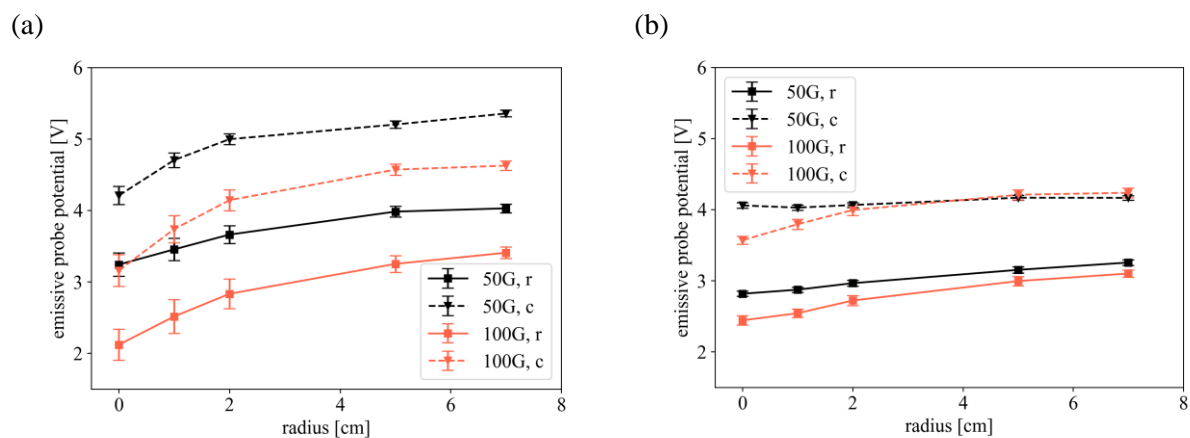 (a)
6
5
4
3
2
emissive probe potential [V]
0 2 4 6 8
radius [cm]
50G, r
50G, c
100G, r
100G, c
(b)
6
5
4
3
2
emissive probe potential [V]
0 2 4 6 8
radius [cm]
50G, r
50G, c
100G, r
100G, c